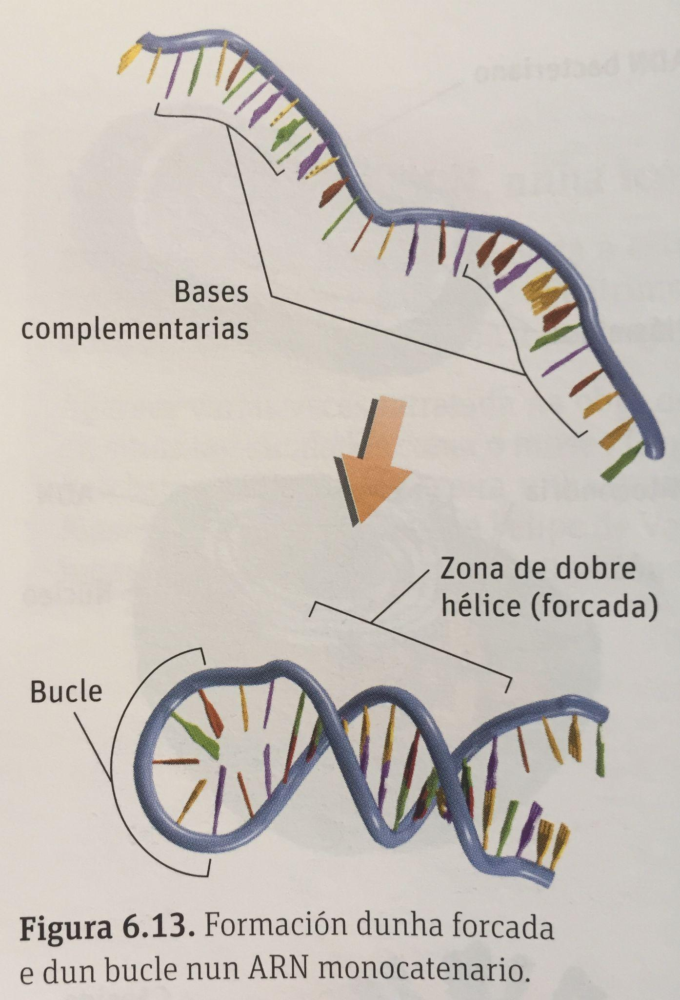 Bases
complementarias
Zona de dobre
hélice (forcada)
Bucle
Figura 6.13. Formación dunha forcada
e dun bucle nun ARN monocatenario.